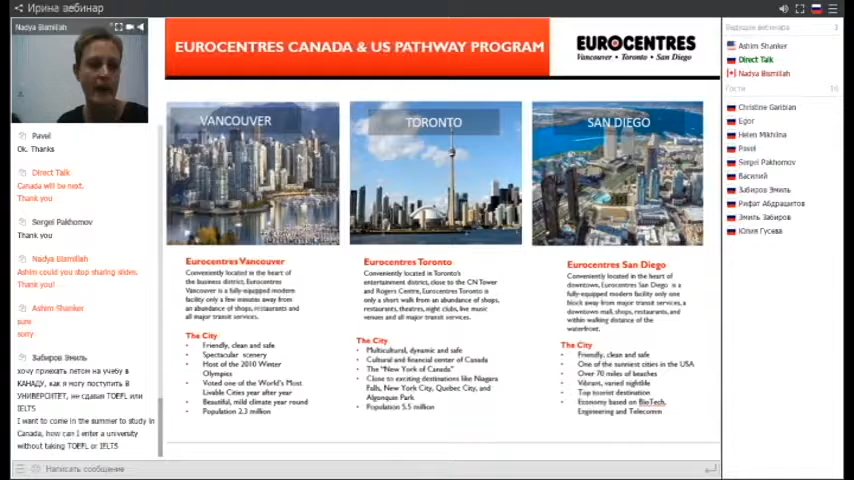 Ирина вебинар
Nadya Bismillah
Pavel
Ok. Thanks
Direct Talk
Canada will be next.
Thank you
Sergel Pakhomov
Thank you
Nadya Bismillah
Ashim could you stop sharing slides.
Thank you!
Ashim Shanker
sure
sorry
Забиров Эмиль
хочу приехать летом на учебу в
КАНАДУ, как я могу поступить в
УНИВЕРСИТЕТ, не сдавая TOEFL или
IELTS
I want to come in the summer to study in
Canada, how can I enter a university
without taking TOEFL or IELTS
Написать сообщение
EUROCENTRES CANADA & US PATHWAY PROGRAM
EUROCENTRES
Vancouver • Toronto • San Diego
VANCOUVER
Eurocentres Vancouver
Conveniently located in the heart of
the business district, Eurocentres
Vancouver is a fully-equipped modern
facility only a few minutes away from
an abundance of shops, restaurants and
all major transit services.
The City
• Friendly, clean and safe
• Spectacular scenery
• Host of the 2010 Winter
Olympics
• Voted one of the World's Most
Livable Cities year after year
• Beautiful, mild climate year round
• Population 2.3 million
TORONTO
Eurocentres Toronto
Conveniently located in Toronto's
entertainment district, close to the CN Tower
and Rogers Centre, Eurocentres Toronto is
only a short walk from an abundance of shops,
restaurants, theatres, night clubs, live music
venues and all major transit services.
The City
• Multicultural, dynamic and safe
• Cultural and financial center of Canada
• The "New York of Canada"
• Close to exciting destinations like Niagara
Falls, New York City, Quebec City, and
Algonquin Park
• Population 5.5 million
SAN DIEGO
Eurocentres San Diego
Conveniently located in the heart of
downtown, Eurocentres San Diego is a
fully-equipped modern facility only one
block away from major transit services, a
downtown mall, shops, restaurants, and
within walking distance of the
waterfront.
The City
• Friendly, clean and safe
• One of the sunniest cities in the USA
• Over 70 miles of beaches
• Vibrant, varied nightlife
• Top tourist destination
• Economy based on BioTech,
Engineering and Telecomm
Ведущие вебинара 3
Ashim Shanker
Direct Talk
Nadya Bismillah
Гости
Christine Garibian
Egor
Helen Mikhlina
Pavel
Sergel Pakhomov
Василий
Забиров Эмиль
Рифат Абдрашитов
Эмиль Забиров
Юлия Гусева